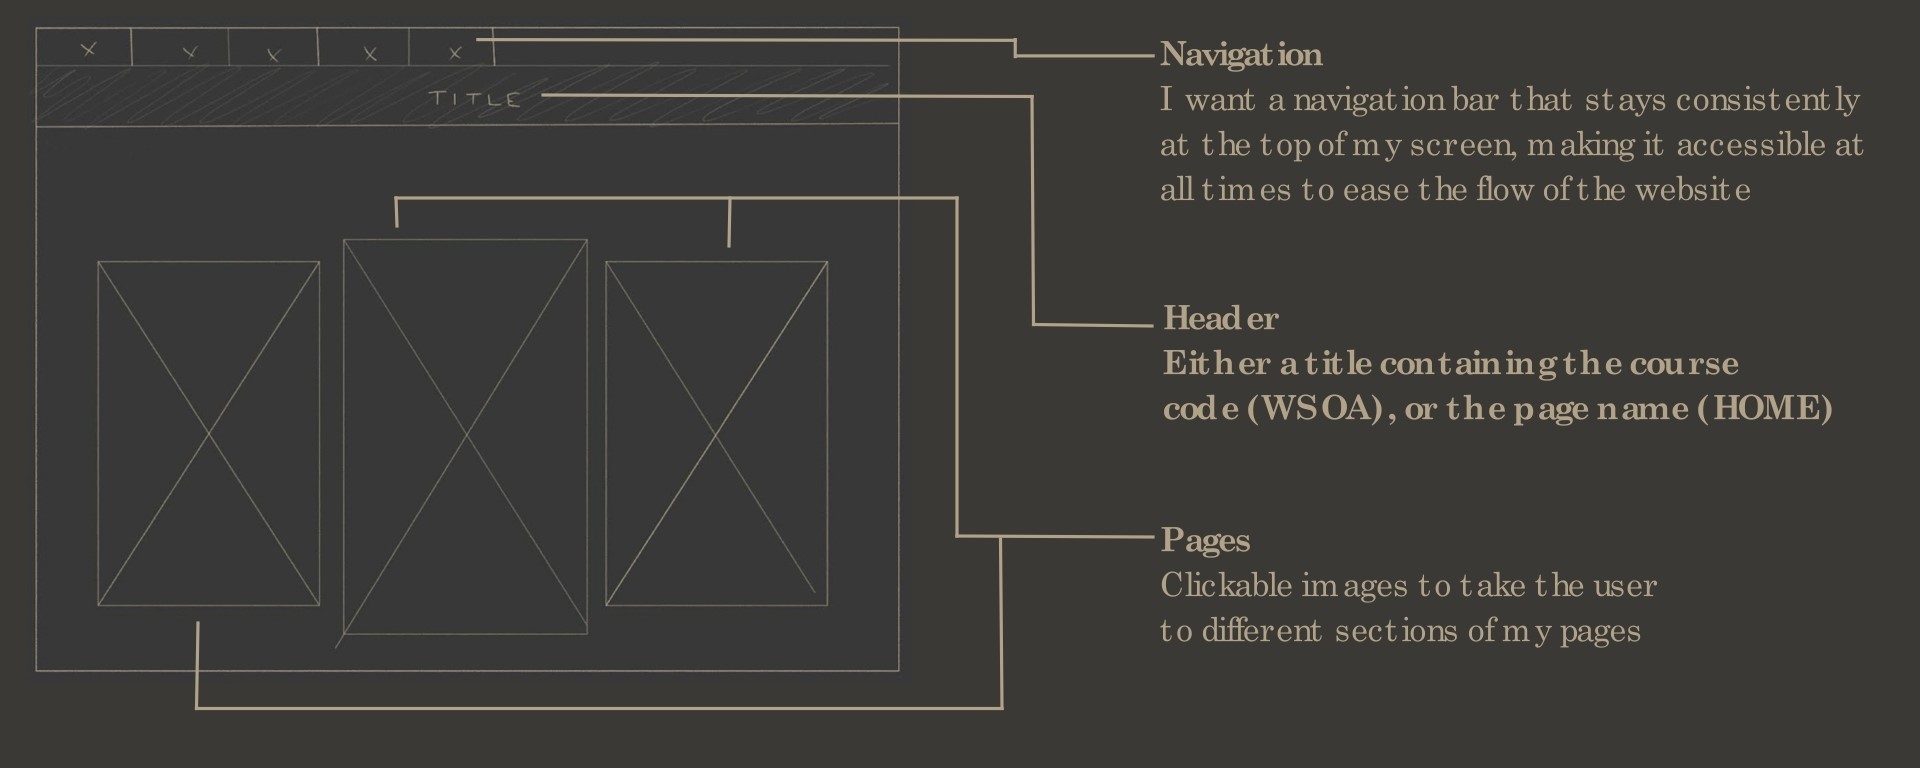 x x x x x
TITLE
Navigation
I want a navigation bar that stays consistently
at the top of my screen, making it accessible at
all times to ease the flow of the website
Header
Either a title containing the course
code (WSOA), or the page name (HOME)
Pages
Clickable images to take the user
to different sections of my pages